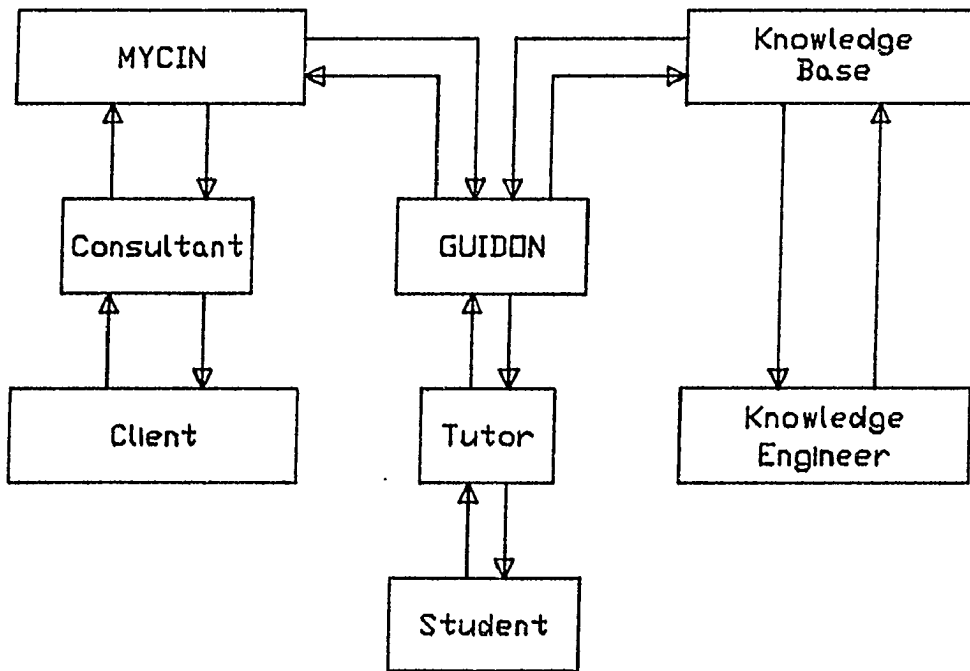 MYCIN
Knowledge
Base
Consultant
GUIDON
Client
Tutor
Knowledge
Engineer
Student